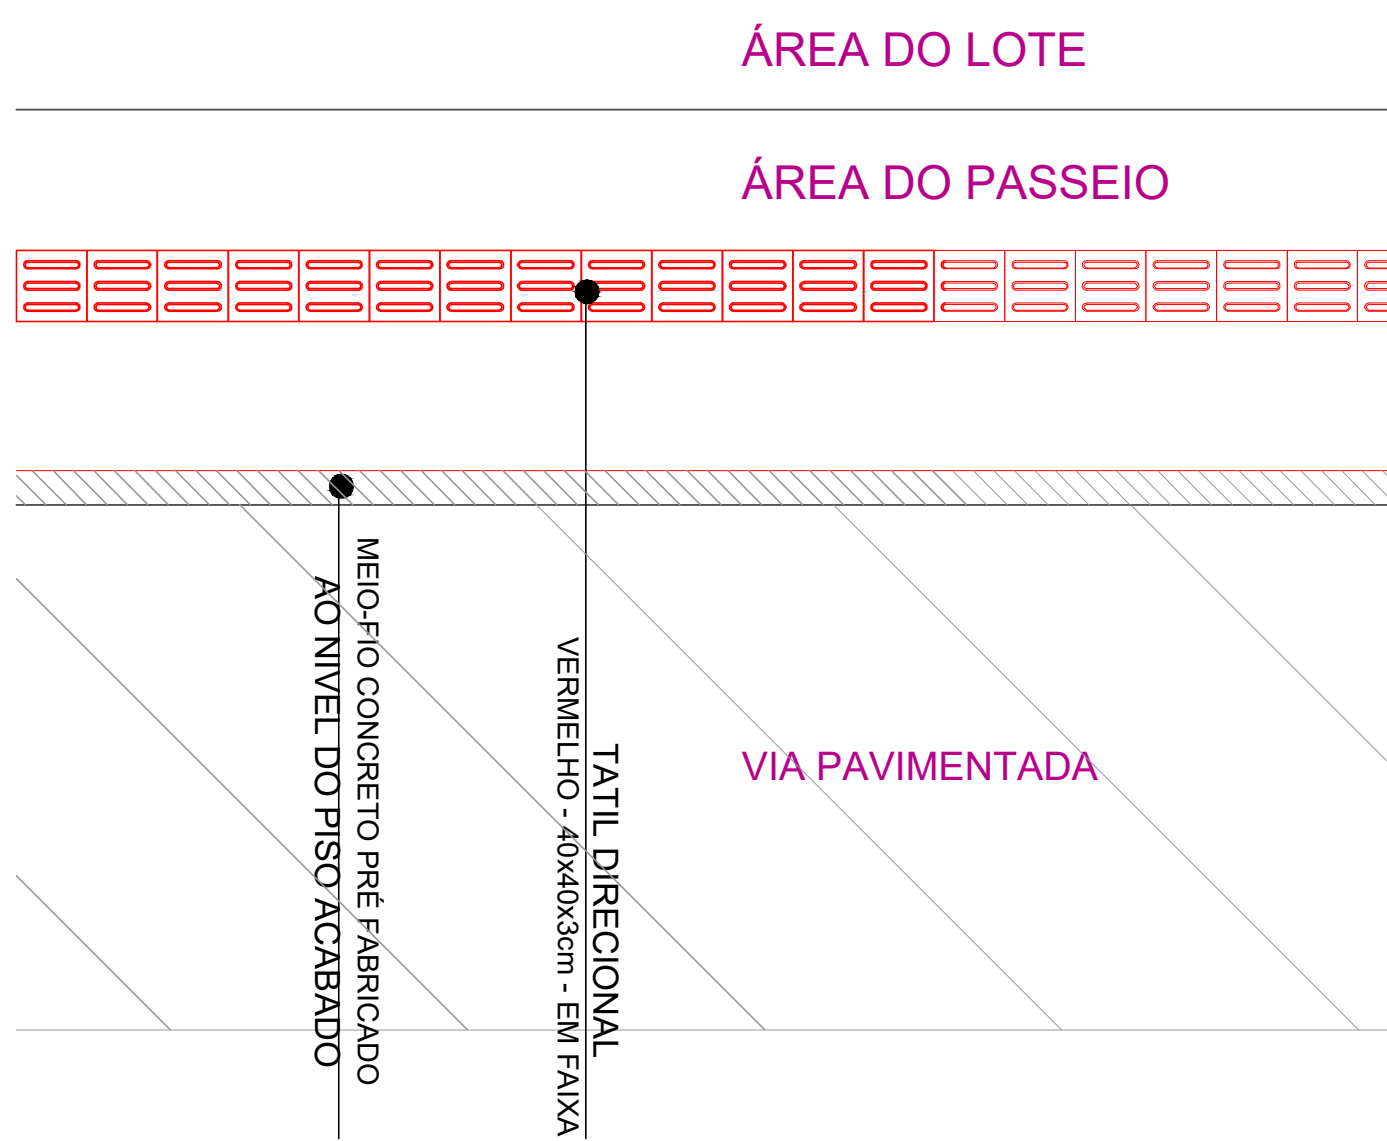 ÁREA DO LOTE
ÁREA DO PASSEIO
VIA PAVIMENTADA
MEIO-FIO CONCRETO PRÉ FABRICADO
AO NIVEL DO PISO ACABADO
TATIL DIRECIONAL
VERMELHO - 40x40x3cm - EM FAIXA